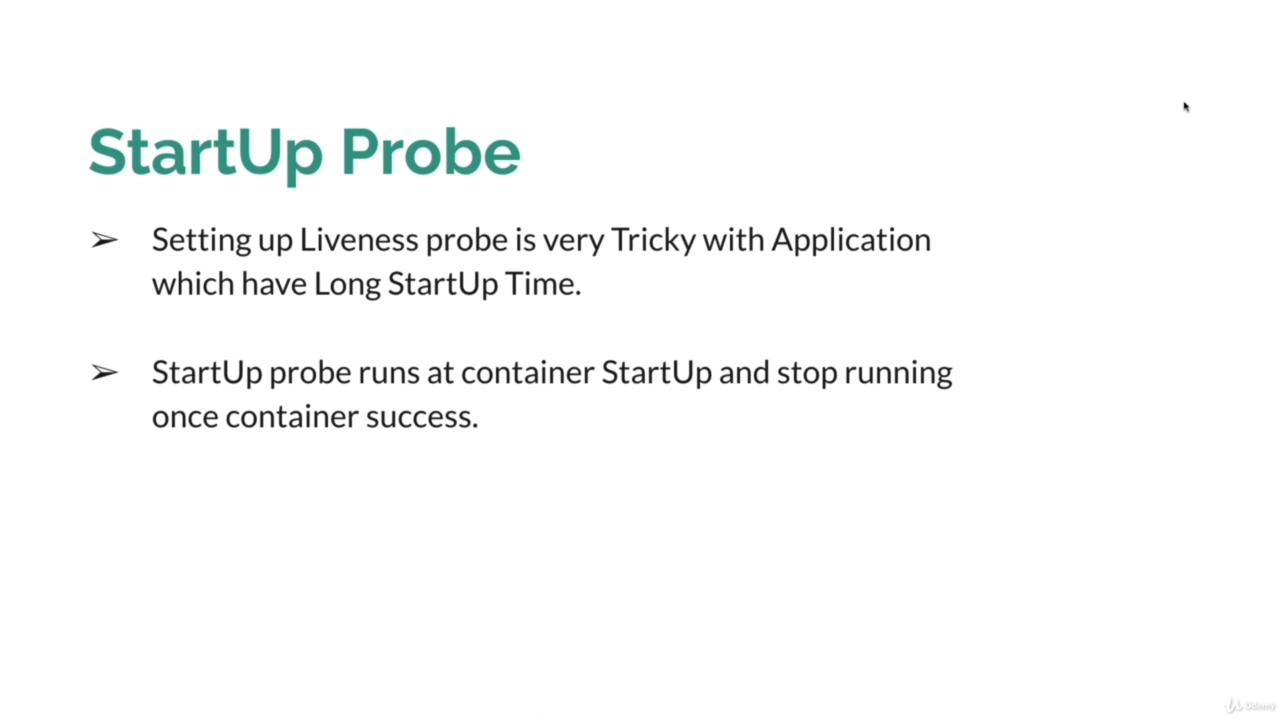 StartUp Probe
➢ Setting up Liveness probe is very Tricky with Application
which have Long StartUp Time.
➢ StartUp probe runs at container StartUp and stop running
once container success.
Udemy